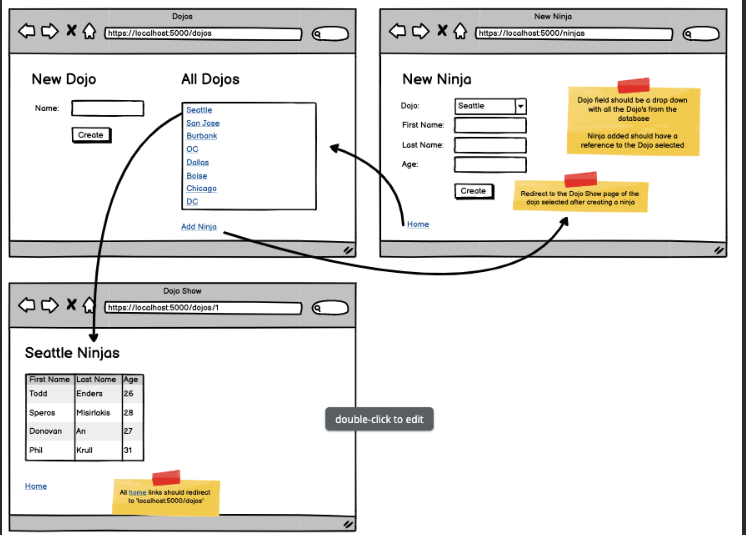 Dojos
https://localhost:5000/dojos
New Dojo
Name:
Create
All Dojos
Seattle
San Jose
Burbank
OC
Dallas
Boise
Chicago
DC
Add Ninja
New Ninja
https://localhost:5000/ninjas
New Ninja
Dojo: Seattle
First Name:
Last Name:
Age:
Create
Home
Dojo field should be a drop down
with all the Dojo's from the
database
Ninja added should have a
reference to the Dojo selected
Redirect to the Dojo Show page of the
dojo selected after creating a ninja
Dojo Show
https://localhost:5000/dojos/1
Seattle Ninjas
First Name Last Name Age
Todd Enders 26
Speros Misirlakis 28
Donovan An 27
Phil Krull 31
Home
All home links should redirect
to 'localhost:5000/dojos'
double-click to edit